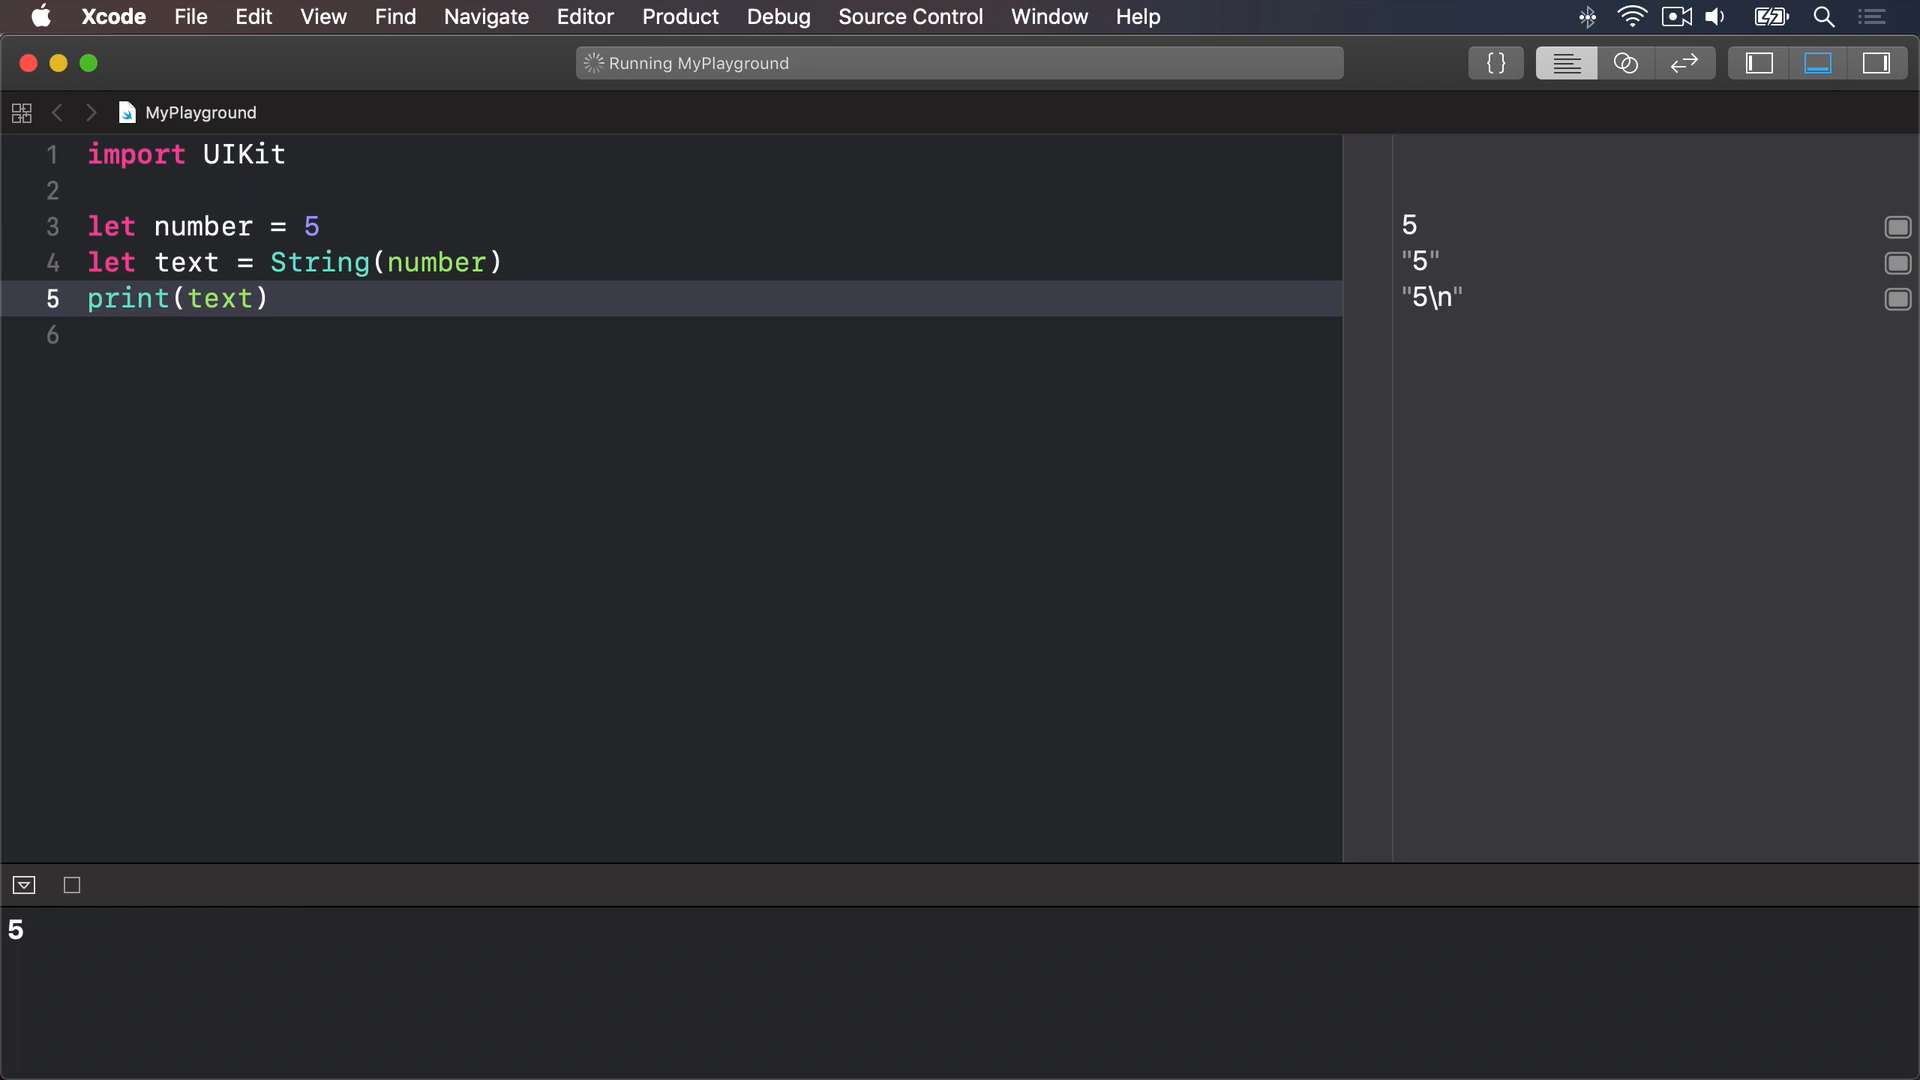 Xcode File Edit View Find Navigate Editor Product Debug Source Control Window Help
Running MyPlayground
{}
MyPlayground
1 import UIKit
2
3 let number = 5
5
4 let text = String(number)
"5"
5 print(text)
"5\n"
6
5